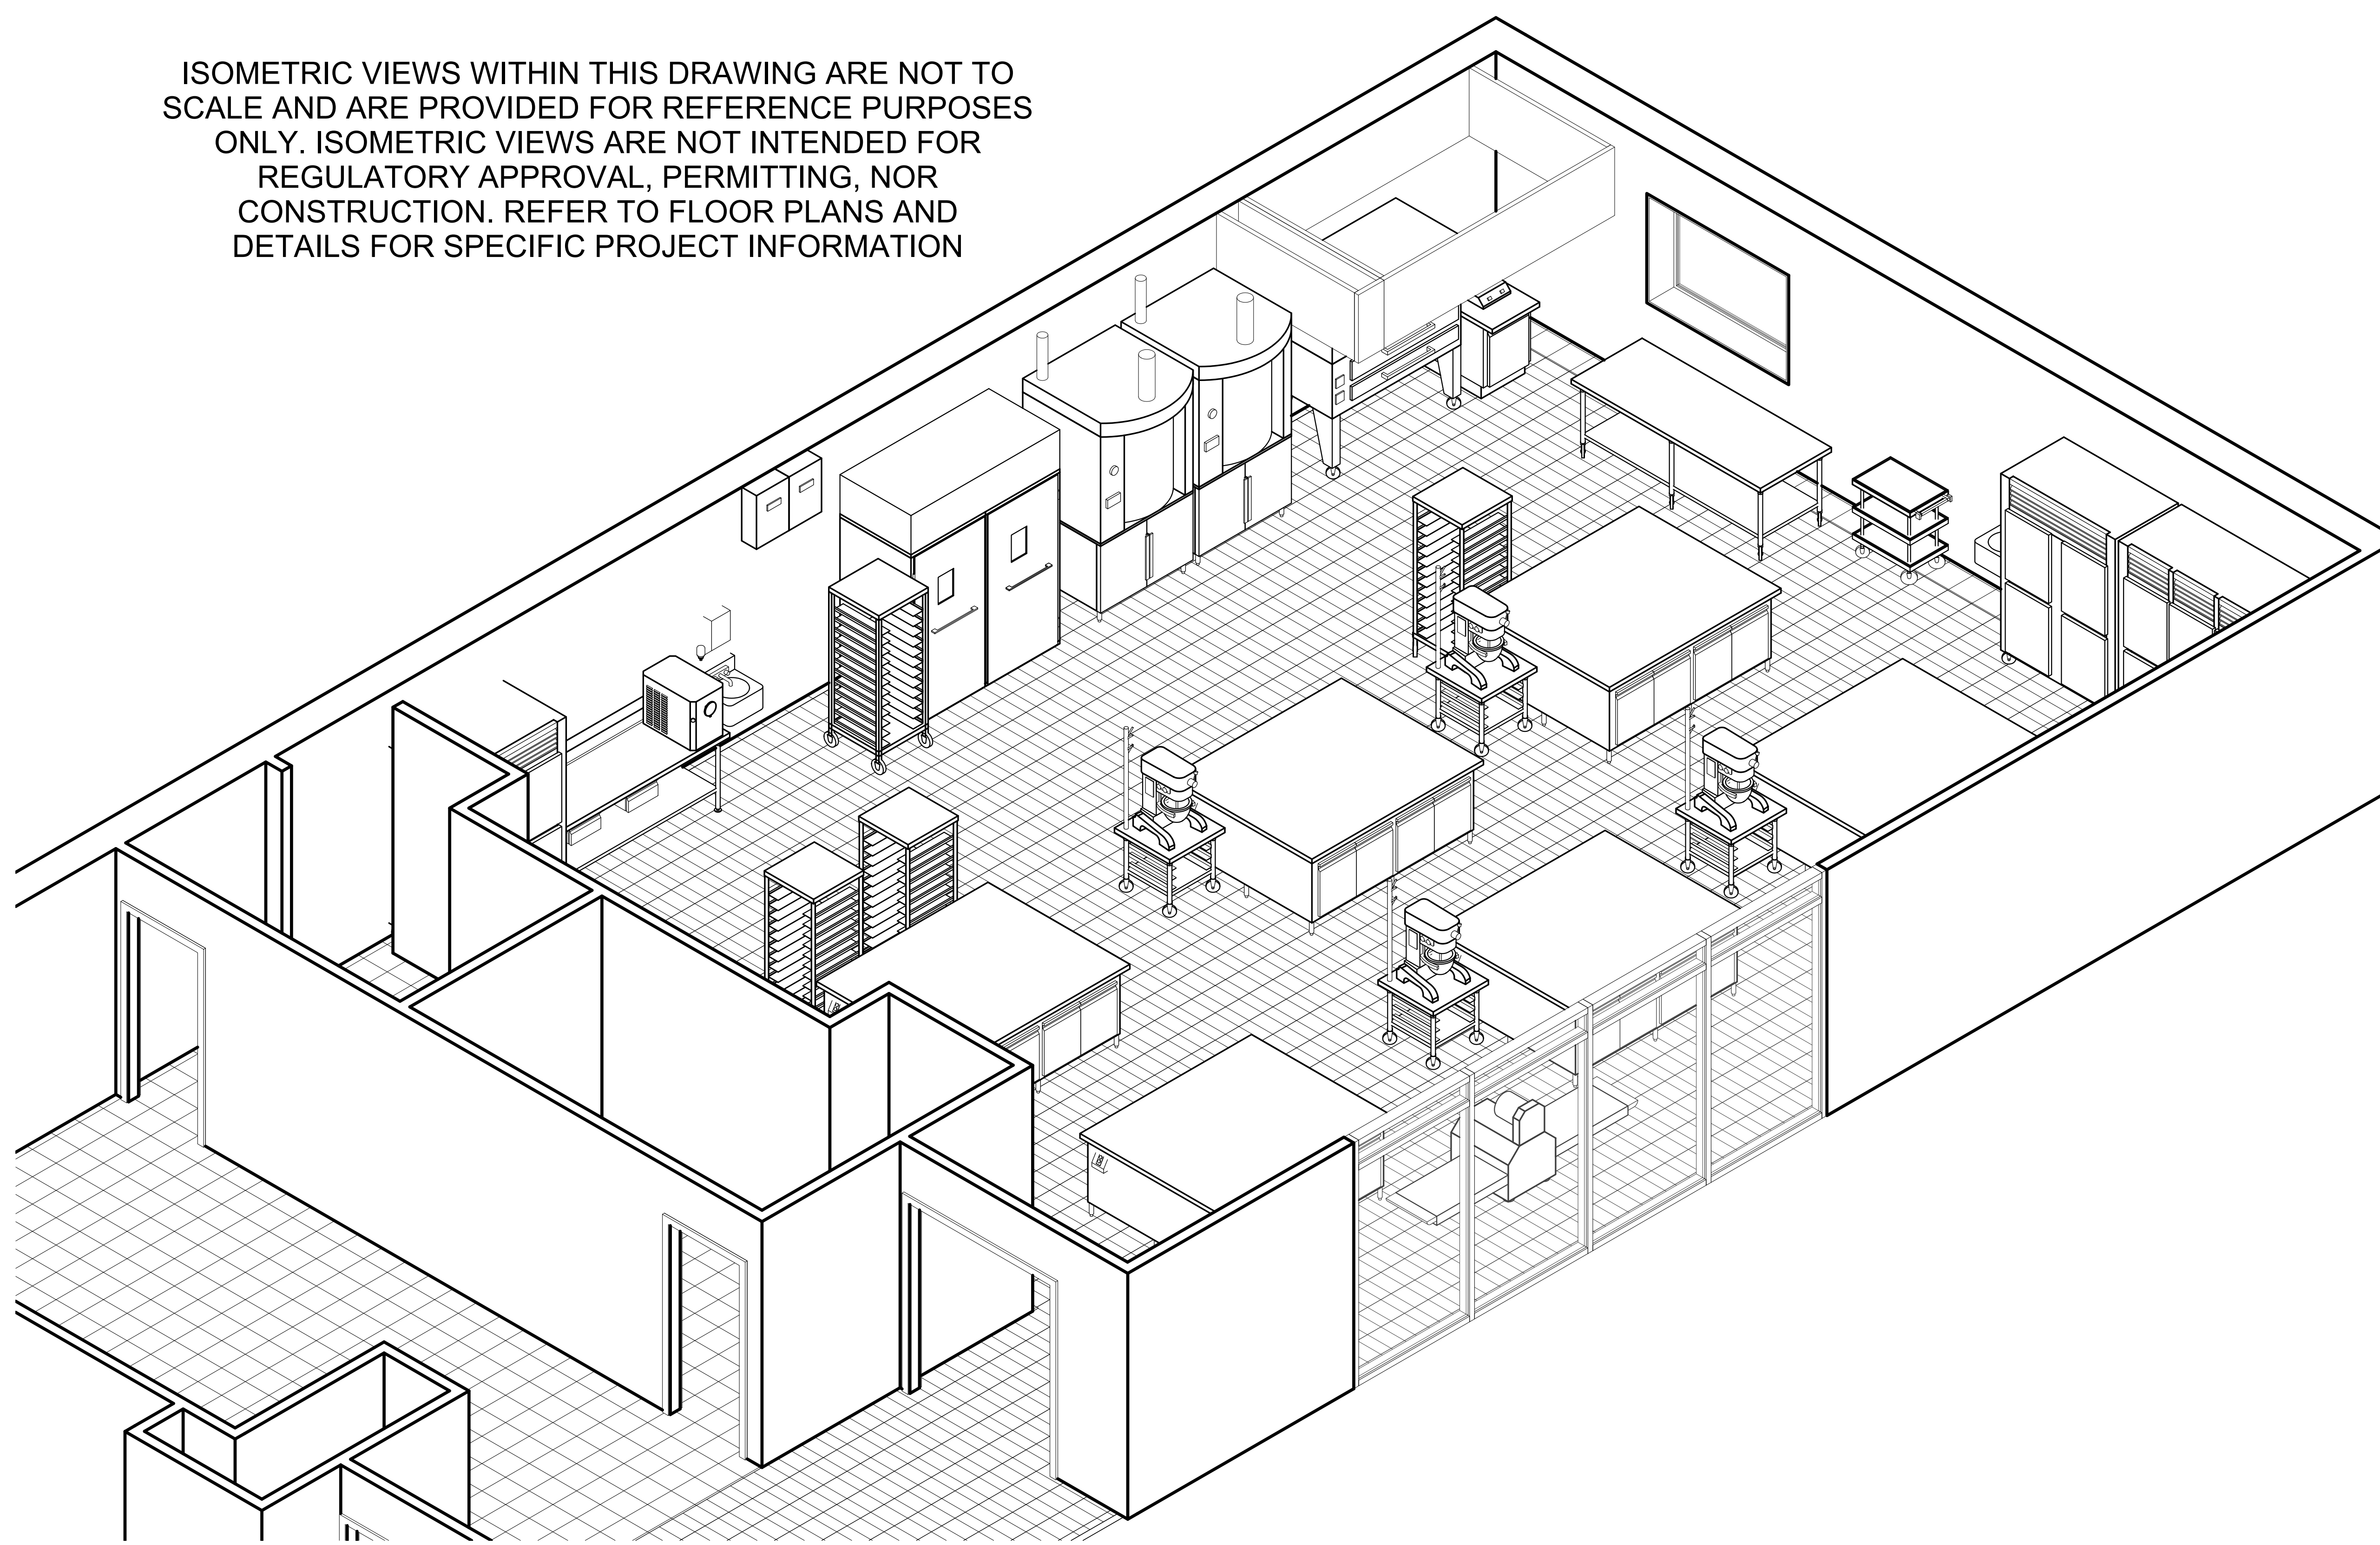 ISOMETRIC VIEWS WITHIN THIS DRAWING ARE NOT TO
SCALE AND ARE PROVIDED FOR REFERENCE PURPOSES
ONLY. ISOMETRIC VIEWS ARE NOT INTENDED FOR
REGULATORY APPROVAL, PERMITTING, NOR
CONSTRUCTION. REFER TO FLOOR PLANS AND
DETAILS FOR SPECIFIC PROJECT INFORMATION